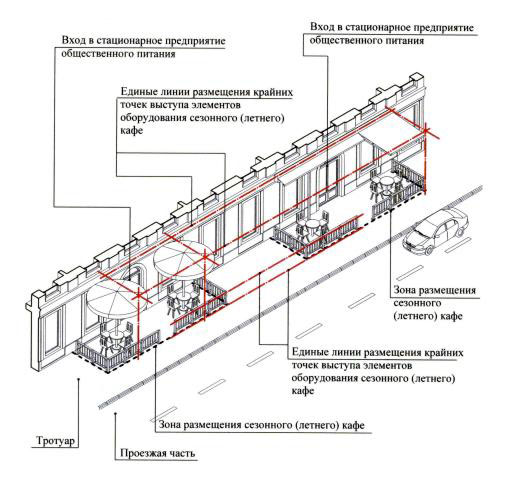 Вход в стационарное предприятие
общественного питания
Вход в стационарное предприятие
общественного питания
Единые линии размещения крайних
точек выступа элементов
оборудования сезонного (летнего)
кафе
Зона размещения
сезонного
(летнего) кафе
Единые линии размещения крайних
точек выступа элементов
оборудования сезонного (летнего)
кафе
Зона размещения сезонного (летнего) кафе
Тротуар
Проезжая часть